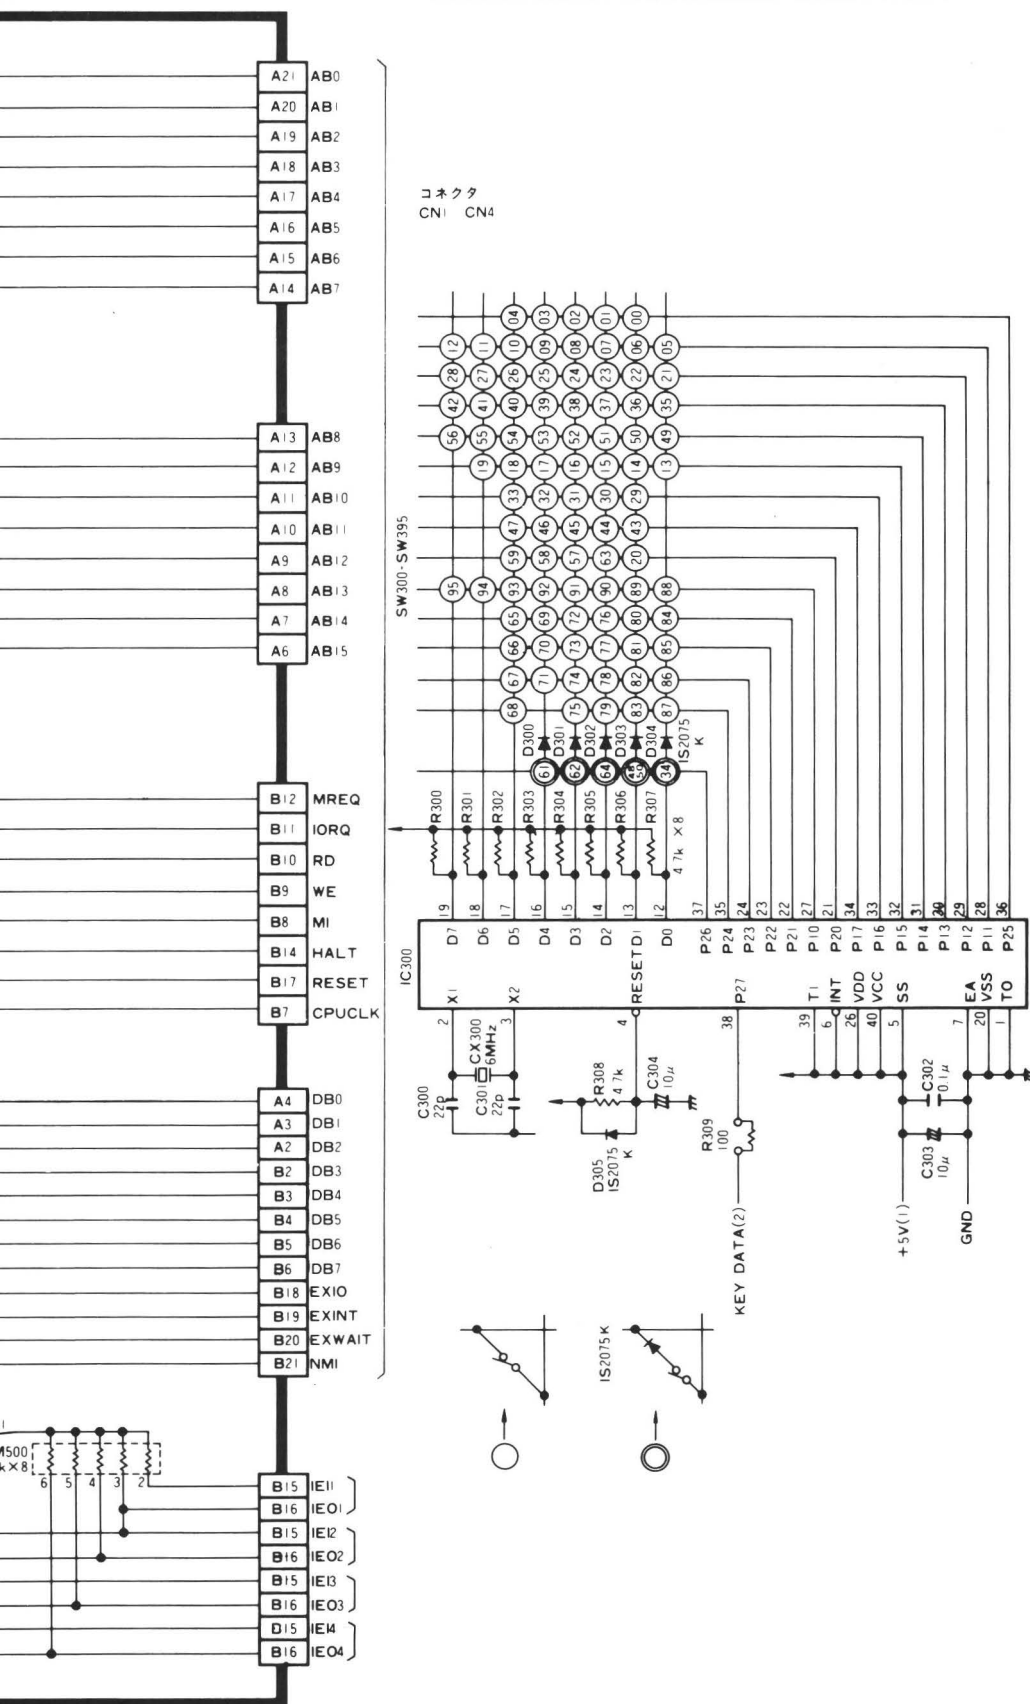 A21 AB0
A20 AB1
A19 AB2
A18 AB3
A17 AB4
A16 AB5
A15 AB6
A14 AB7
A13 AB8
A12 AB9
A11 AB10
A10 AB11
A9 AB12
A8 AB13
A7 AB14
A6 AB15
B12 MREQ
B11 IORQ
B10 RD
B9 WE
B8 MI
B14 HALT
B17 RESET
B7 CPUCLK
A4 DB0
A3 DB1
A2 DB2
B2 DB3
B3 DB4
B4 DB5
B5 DB6
B6 DB7
B18 EXIO
B19 EXINT
B20 EXWAIT
B21 NMI
M500
k×8
6 5 4 3 2
B15 IEI1
B16 IEO1
B15 IEI2
B16 IEO2
B15 IEI3
B16 IEO3
B15 IEI4
B16 IEO4
コネクタ
CN1 CN4
SW300-SW395
04 03 02 01 00
12 11 10 09 08 07 06 05
28 27 26 25 24 23 22 21
42 41 40 39 38 37 36 35
56 55 54 53 52 51 50 49
19 18 17 16 15 14 13
33 32 31 30 29
47 46 45 44 43
59 58 57 63 20
95 94 93 92 91 90 89 88
65 69 72 76 80 84
66 70 73 77 81 85
67 71 74 78 82 86
68 75 79 83 87
D300 D301 D302 D303 D304
IS2075
K
61 62 64 48 34
R300 R301 R302 R303 R304 R305 R306 R307
4.7k ×8
19 18 17 16 15 14 13 12 37 35 24 23 22 27 21 34 33 32 31 30 29 28 36
IC300
D7 D6 D5 D4 D3 D2 D1 D0 P26 P24 P23 P22 P21 P10 P20 P17 P16 P15 P14 P13 P12 P11 P25
X1 X2 RESET P27 T1 INT VDD VCC SS EA VSS TO
2 3 4 38 39 6 26 40 5 7 20 1
CX300
6MHz
C300
22p
C301
22p
R308
4.7k
C304
10μ
D305
IS2075
K
R309
100
KEY DATA(2)
C302
0.1μ
C303
10μ
+5V(1)
GND
IS2075K